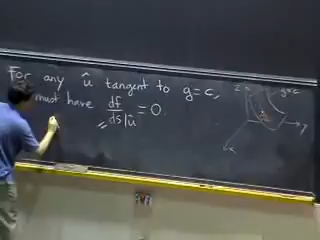 For any û tangent to g=c,
must have df/ds|û = 0.
=
z
g=c
y
x